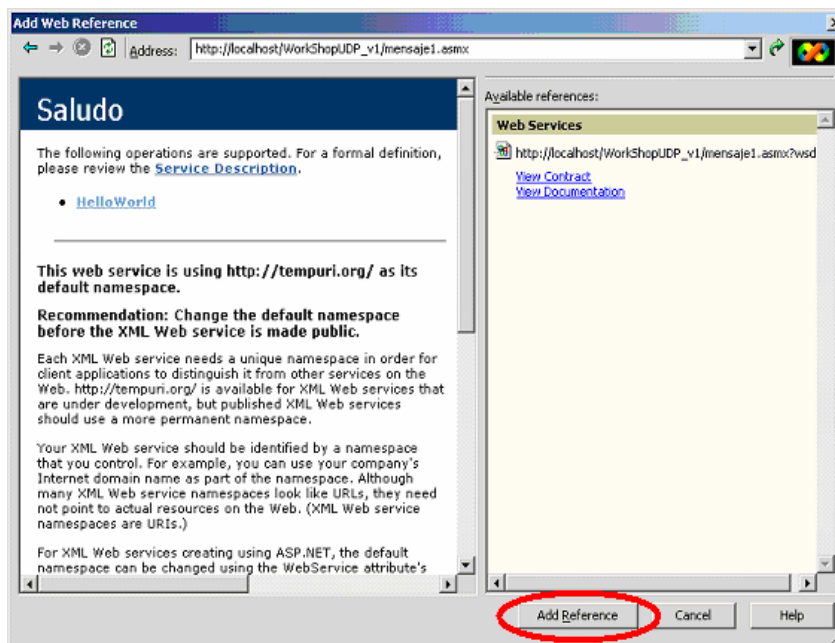 Add Web Reference
Address: http://localhost/WorkShopUDP_v1/mensaje1.asmx
Saludo
The following operations are supported. For a formal definition,
please review the Service Description.
• HelloWorld
This web service is using http://tempuri.org/ as its
default namespace.
Recommendation: Change the default namespace
before the XML Web service is made public.
Each XML Web service needs a unique namespace in order for
client applications to distinguish it from other services on the
Web. http://tempuri.org/ is available for XML Web services that
are under development, but published XML Web services
should use a more permanent namespace.
Your XML Web service should be identified by a namespace
that you control. For example, you can use your company's
Internet domain name as part of the namespace. Although
many XML Web service namespaces look like URLs, they need
not point to actual resources on the Web. (XML Web service
namespaces are URIs.)
For XML Web services creating using ASP.NET, the default
namespace can be changed using the WebService attribute's
Available references:
Web Services
http://localhost/WorkShopUDP_v1/mensaje1.asmx?wsd
View Contract
View Documentation
Add Reference
Cancel
Help